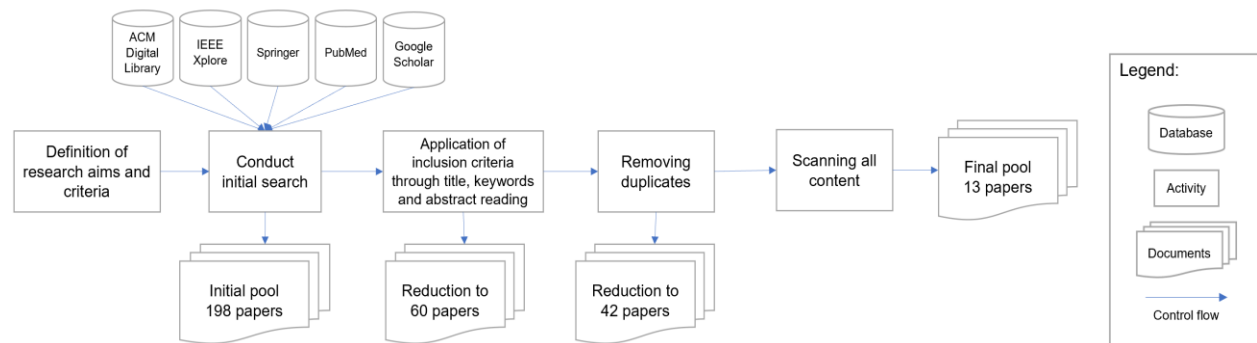 ACM
Digital
Library
IEEE
Xplore
Springer
PubMed
Google
Scholar
Definition of
research aims and
criteria
Conduct
initial search
Application of
inclusion criteria
through title, keywords
and abstract reading
Removing
duplicates
Scanning all
content
Final pool
13 papers
Initial pool
198 papers
Reduction to
60 papers
Reduction to
42 papers
Legend:
Database
Activity
Documents
Control flow